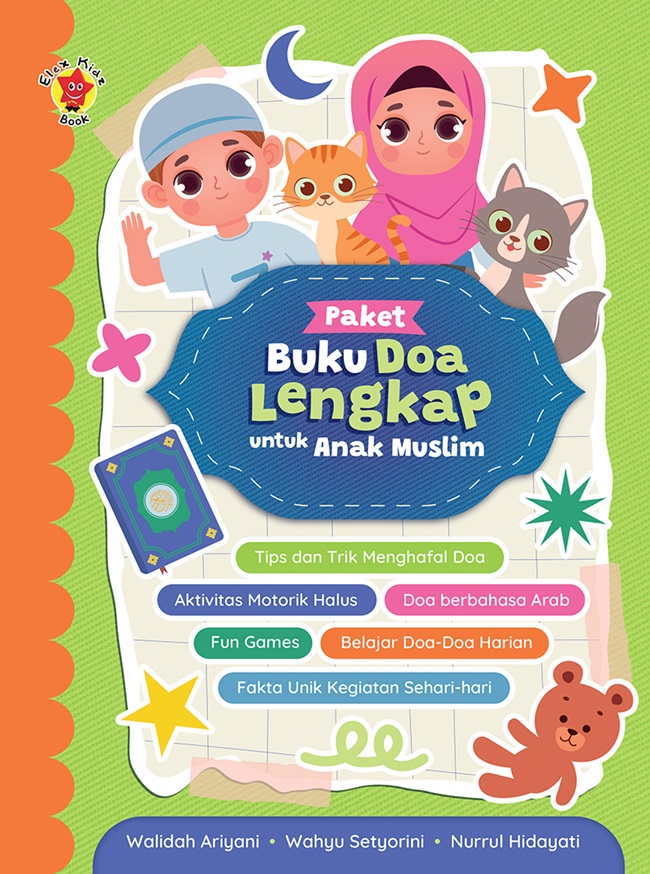 Elex Kidz
Book
Paket
Buku Doa
Lengkap
untuk Anak Muslim
Tips dan Trik Menghafal Doa
Aktivitas Motorik Halus
Doa berbahasa Arab
Fun Games
Belajar Doa-Doa Harian
Fakta Unik Kegiatan Sehari-hari
Walidah Ariyani • Wahyu Setyorini • Nurrul Hidayati